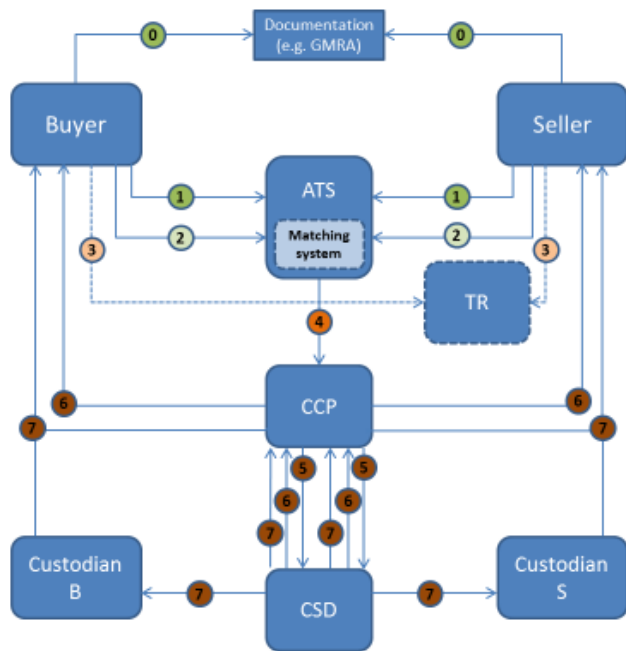 Documentation
(e.g. GMRA)
0
0
Buyer
Seller
ATS
1
1
2
Matching
system
2
3
3
TR
4
CCP
6
6
7
7
5
5
6
6
7
7
Custodian
B
7
CSD
7
Custodian
S